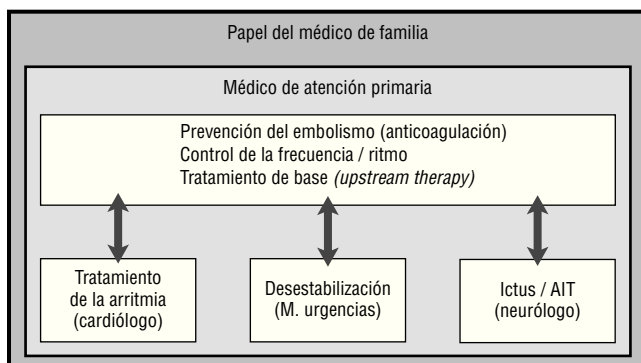 Papel del médico de familia
Médico de atención primaria
Prevención del embolismo (anticoagulación)
Control de la frecuencia / ritmo
Tratamiento de base (upstream therapy)
Tratamiento
de la arritmia
(cardiólogo)
Desestabilización
(M. urgencias)
Ictus / AIT
(neurólogo)